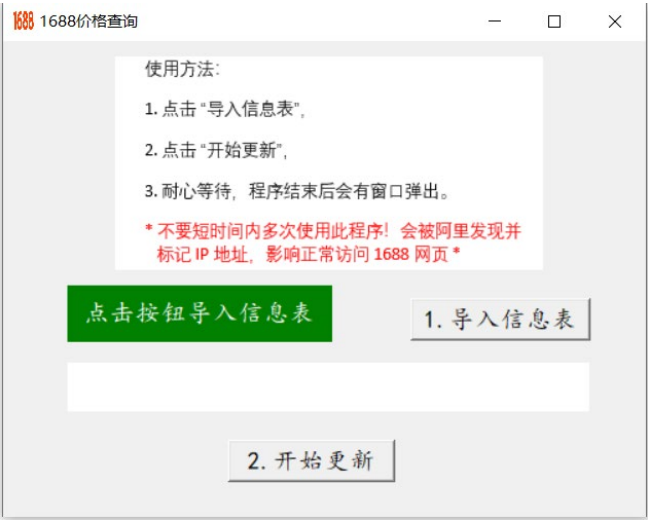 1688 1688价格查询
使用方法：
1. 点击 “导入信息表”，
2. 点击 “开始更新”，
3. 耐心等待，程序结束后会有窗口弹出。
* 不要短时间内多次使用此程序！会被阿里发现并
标记 IP 地址，影响正常访问 1688 网页 *
点击按钮导入信息表
1.导入信息表
2.开始更新